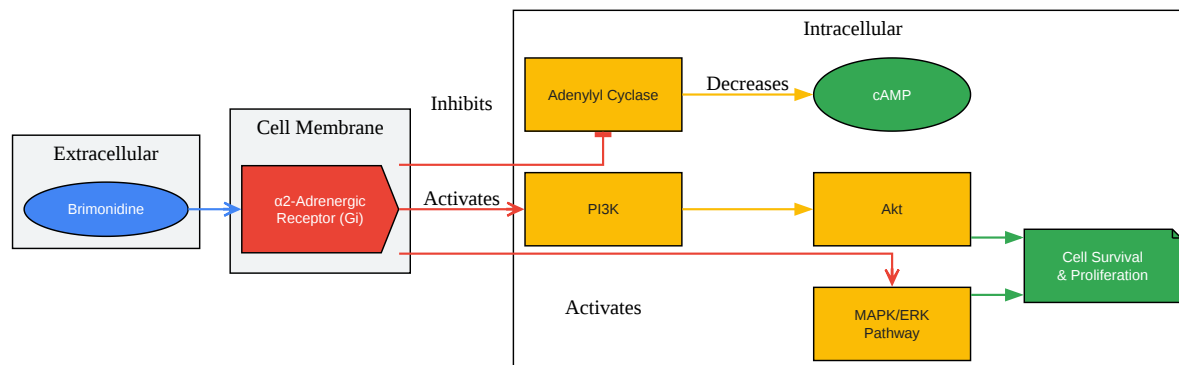 Intracellular
Extracellular
Brimonidine
Cell Membrane
α2-Adrenergic
Receptor (Gi)
Inhibits
Activates
Activates
Adenylyl Cyclase
Decreases
cAMP
PI3K
Akt
MAPK/ERK
Pathway
Cell Survival
& Proliferation